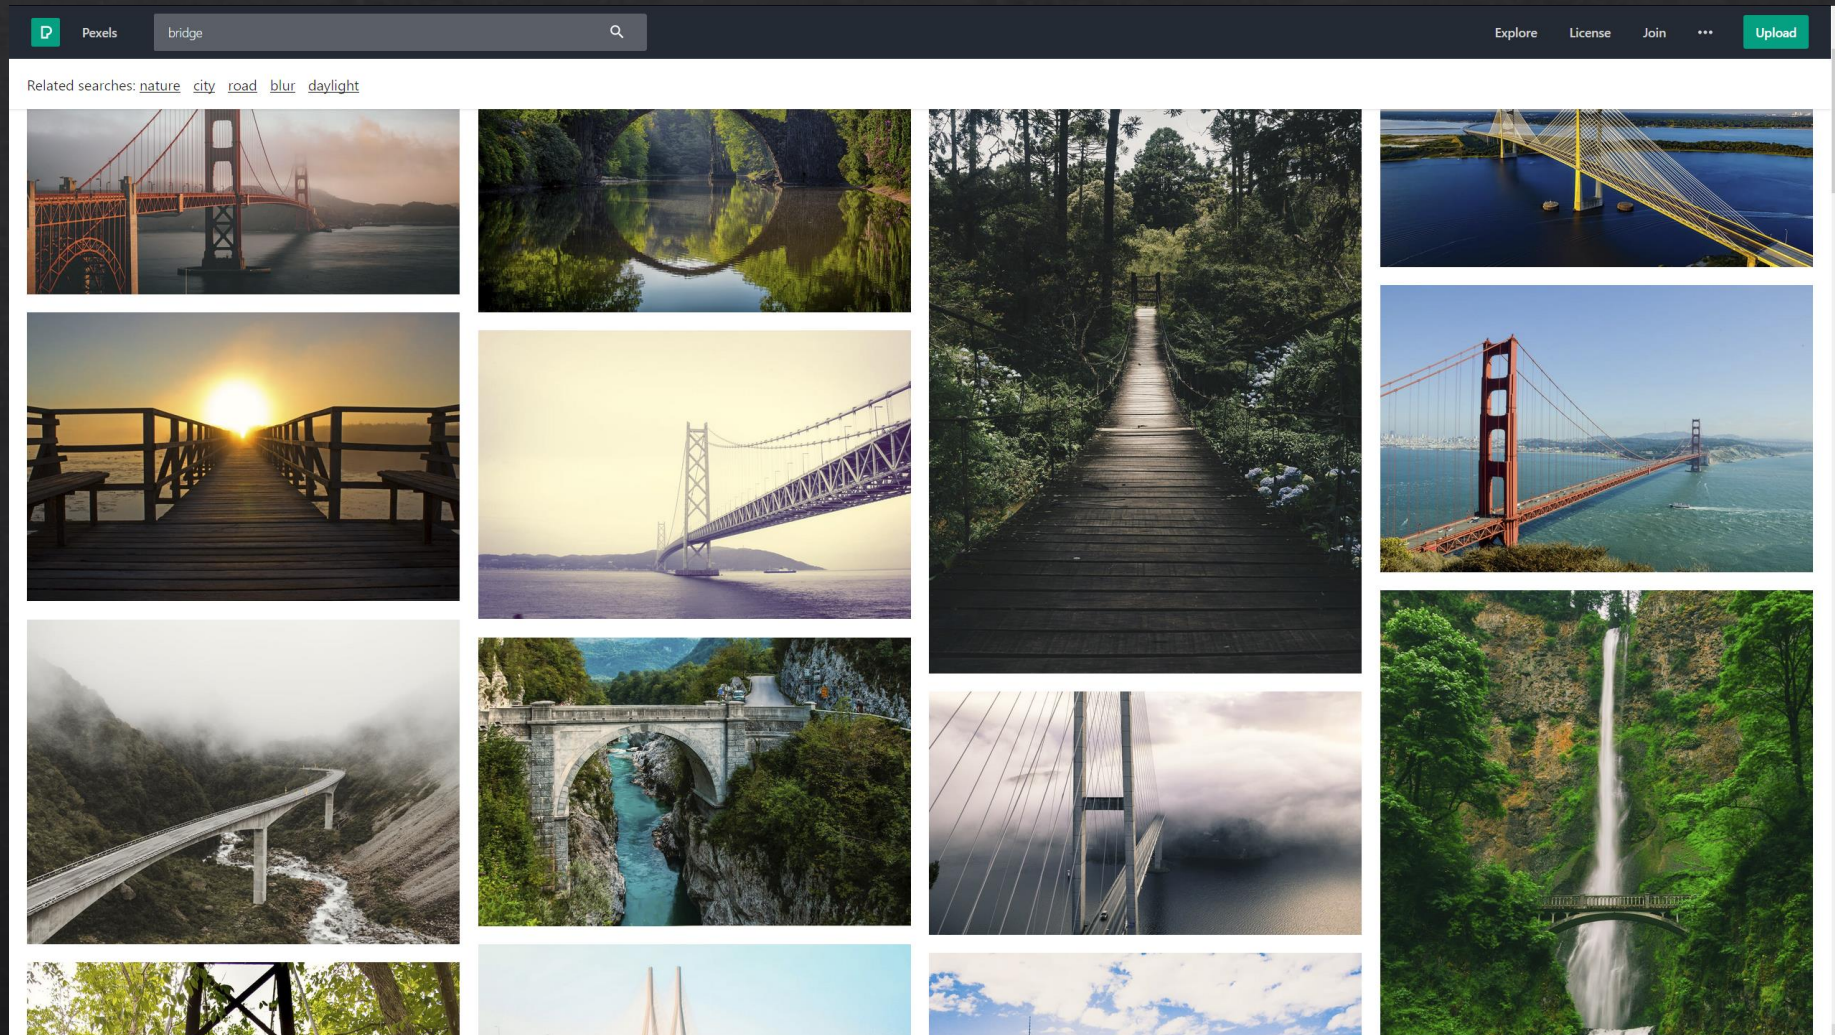 Pexels bridge Explore License Join ••• Upload
Related searches: nature city road blur daylight